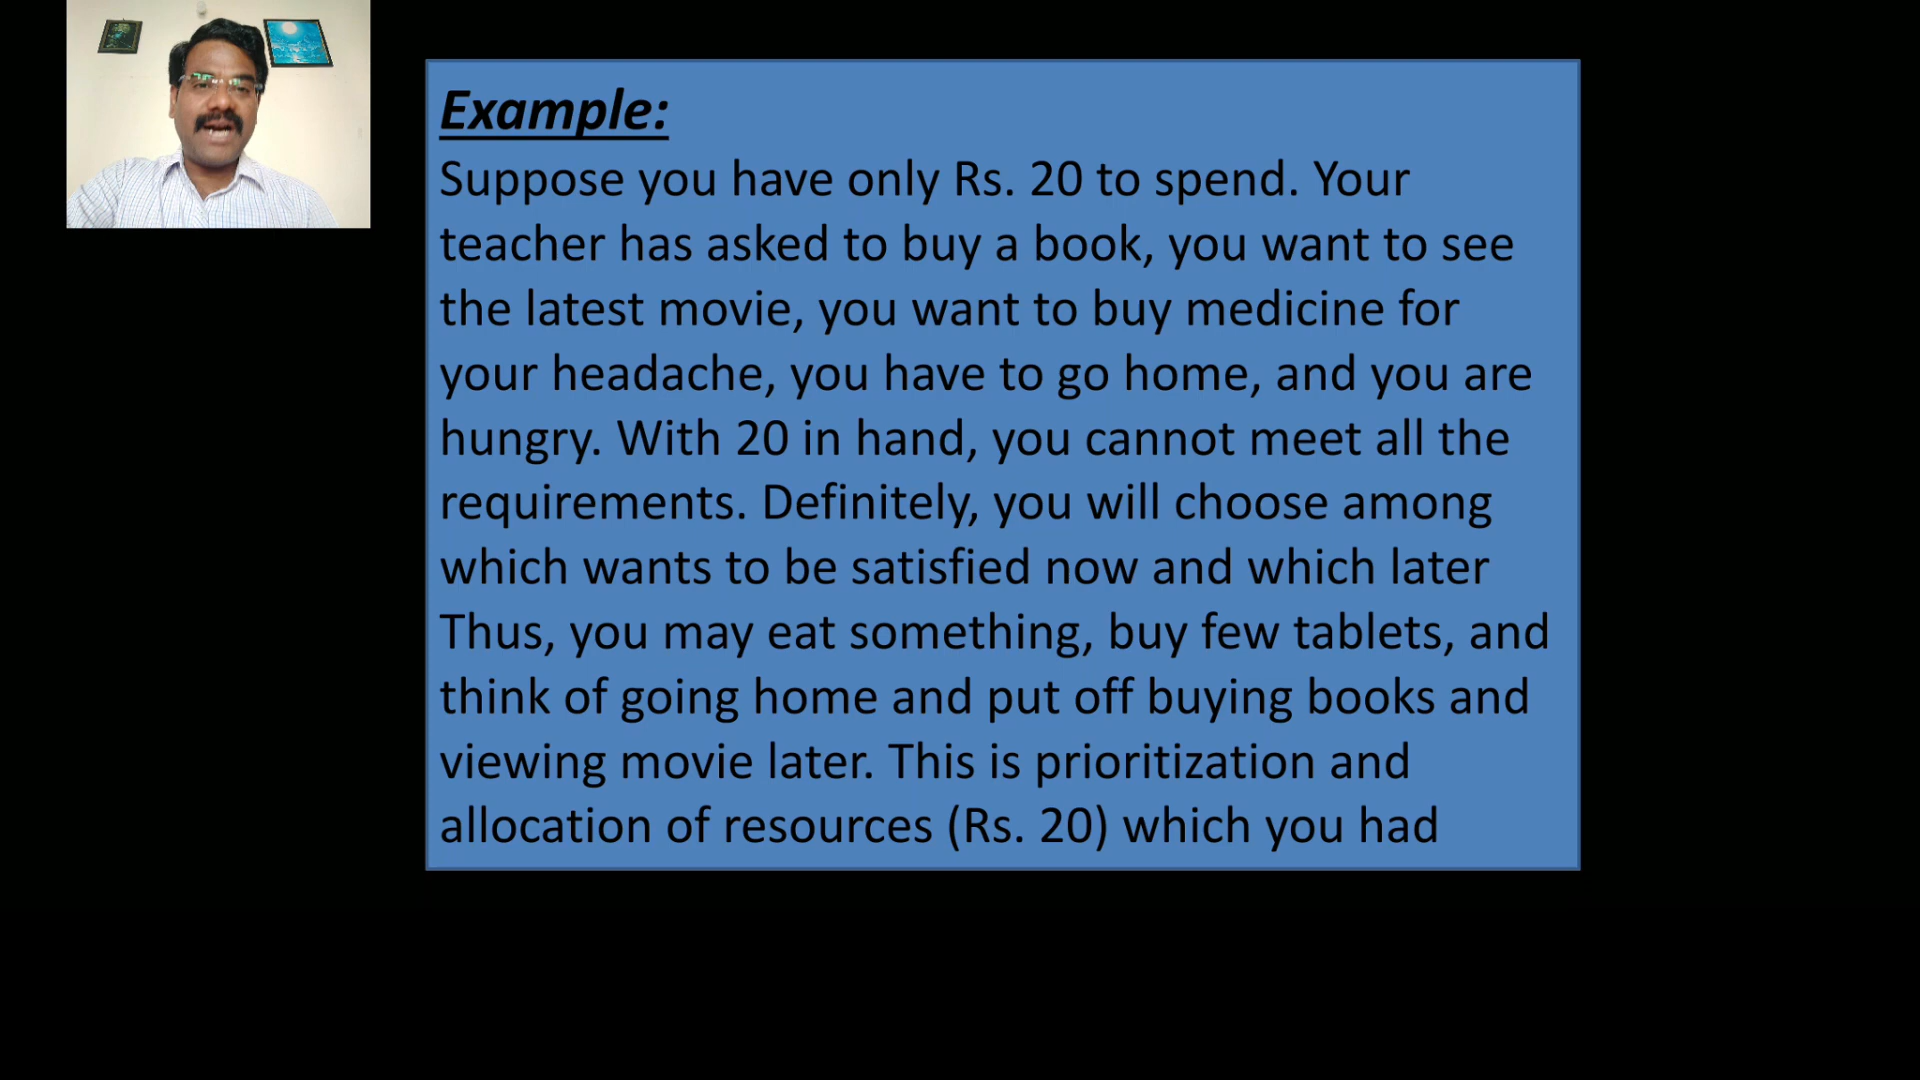 Example:
Suppose you have only Rs. 20 to spend. Your
teacher has asked to buy a book, you want to see
the latest movie, you want to buy medicine for
your headache, you have to go home, and you are
hungry. With 20 in hand, you cannot meet all the
requirements. Definitely, you will choose among
which wants to be satisfied now and which later
Thus, you may eat something, buy few tablets, and
think of going home and put off buying books and
viewing movie later. This is prioritization and
allocation of resources (Rs. 20) which you had